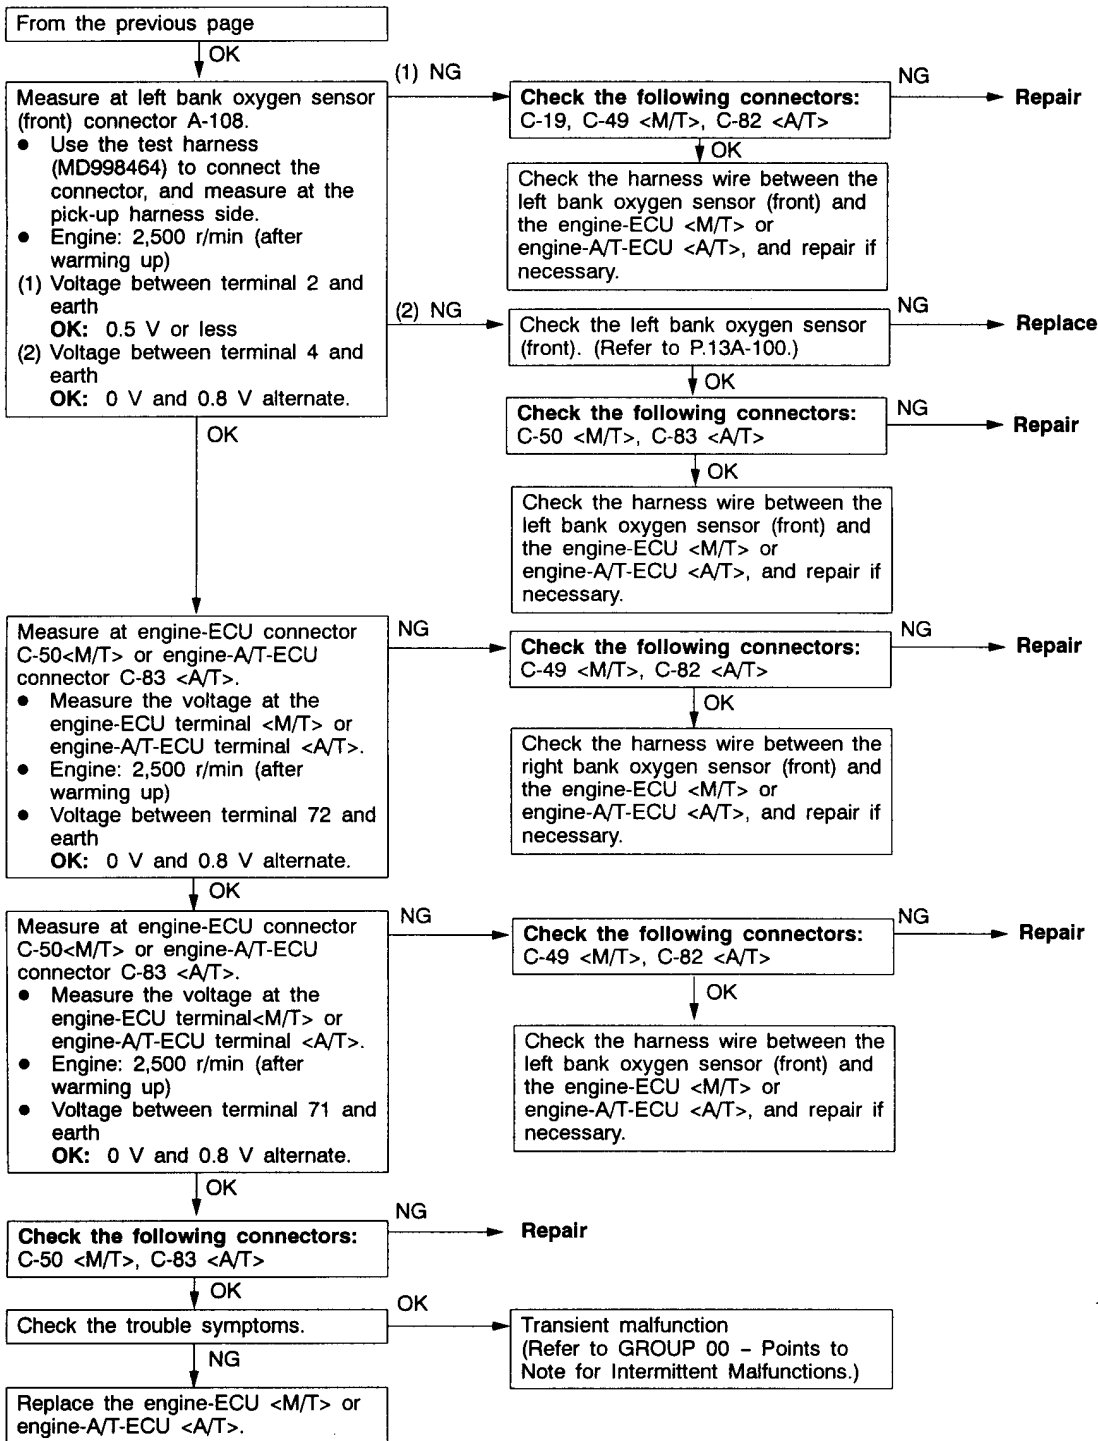 From the previous page
OK
Measure at left bank oxygen sensor
(front) connector A-108.
● Use the test harness
(MD998464) to connect the
connector, and measure at the
pick-up harness side.
● Engine: 2,500 r/min (after
warming up)
(1) Voltage between terminal 2 and
earth
OK: 0.5 V or less
(2) Voltage between terminal 4 and
earth
OK: 0 V and 0.8 V alternate.
(1) NG
Check the following connectors:
C-19, C-49 <M/T>, C-82 <A/T>
NG
Repair
OK
Check the harness wire between the
left bank oxygen sensor (front) and
the engine-ECU <M/T> or
engine-A/T-ECU <A/T>, and repair if
necessary.
(2) NG
Check the left bank oxygen sensor
(front). (Refer to P.13A-100.)
NG
Replace
OK
Check the following connectors:
C-50 <M/T>, C-83 <A/T>
NG
Repair
OK
Check the harness wire between the
left bank oxygen sensor (front) and
the engine-ECU <M/T> or
engine-A/T-ECU <A/T>, and repair if
necessary.
OK
Measure at engine-ECU connector
C-50<M/T> or engine-A/T-ECU
connector C-83 <A/T>.
● Measure the voltage at the
engine-ECU terminal <M/T> or
engine-A/T-ECU terminal <A/T>.
● Engine: 2,500 r/min (after
warming up)
● Voltage between terminal 72 and
earth
OK: 0 V and 0.8 V alternate.
NG
Check the following connectors:
C-49 <M/T>, C-82 <A/T>
NG
Repair
OK
Check the harness wire between the
right bank oxygen sensor (front) and
the engine-ECU <M/T> or
engine-A/T-ECU <A/T>, and repair if
necessary.
OK
Measure at engine-ECU connector
C-50<M/T> or engine-A/T-ECU
connector C-83 <A/T>.
● Measure the voltage at the
engine-ECU terminal<M/T> or
engine-A/T-ECU terminal <A/T>.
● Engine: 2,500 r/min (after
warming up)
● Voltage between terminal 71 and
earth
OK: 0 V and 0.8 V alternate.
NG
Check the following connectors:
C-49 <M/T>, C-82 <A/T>
NG
Repair
OK
Check the harness wire between the
left bank oxygen sensor (front) and
the engine-ECU <M/T> or
engine-A/T-ECU <A/T>, and repair if
necessary.
OK
Check the following connectors:
C-50 <M/T>, C-83 <A/T>
NG
Repair
OK
Check the trouble symptoms.
OK
Transient malfunction
(Refer to GROUP 00 – Points to
Note for Intermittent Malfunctions.)
NG
Replace the engine-ECU <M/T> or
engine-A/T-ECU <A/T>.